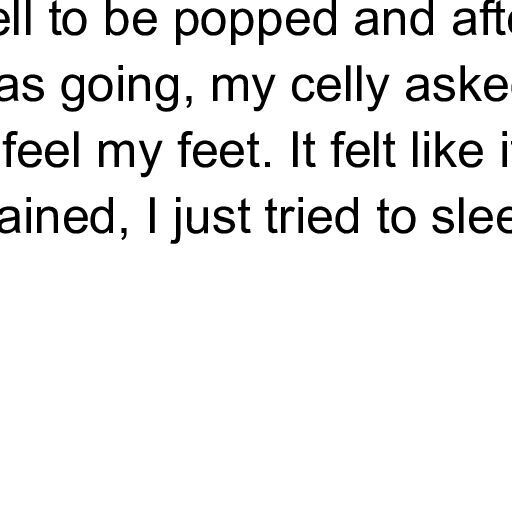 ell to be popped and afte
as going, my celly aske
feel my feet. It felt like i
ained, I just tried to slee